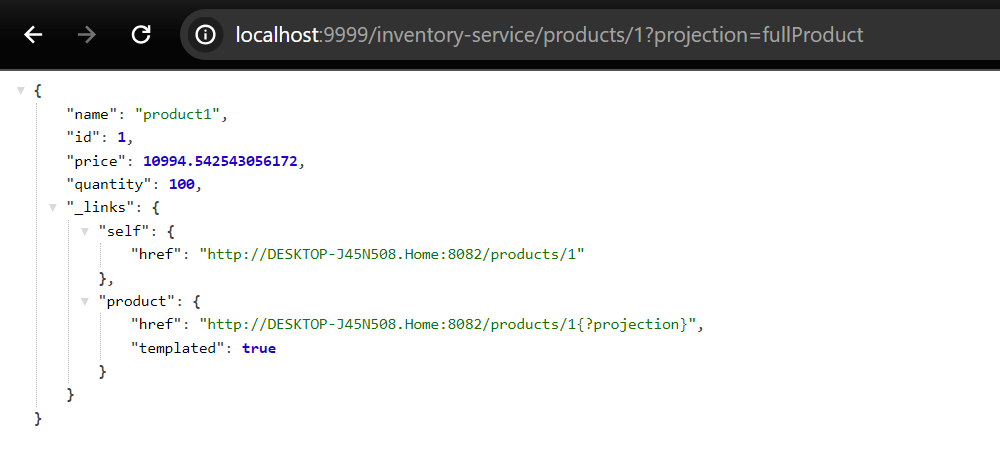 localhost:9999/inventory-service/products/1?projection=fullProduct
{
"name": "product1",
"id": 1,
"price": 10994.542543056172,
"quantity": 100,
"_links": {
"self": {
"href": "http://DESKTOP-J45N508.Home:8082/products/1"
},
"product": {
"href": "http://DESKTOP-J45N508.Home:8082/products/1{?projection}",
"templated": true
}
}
}